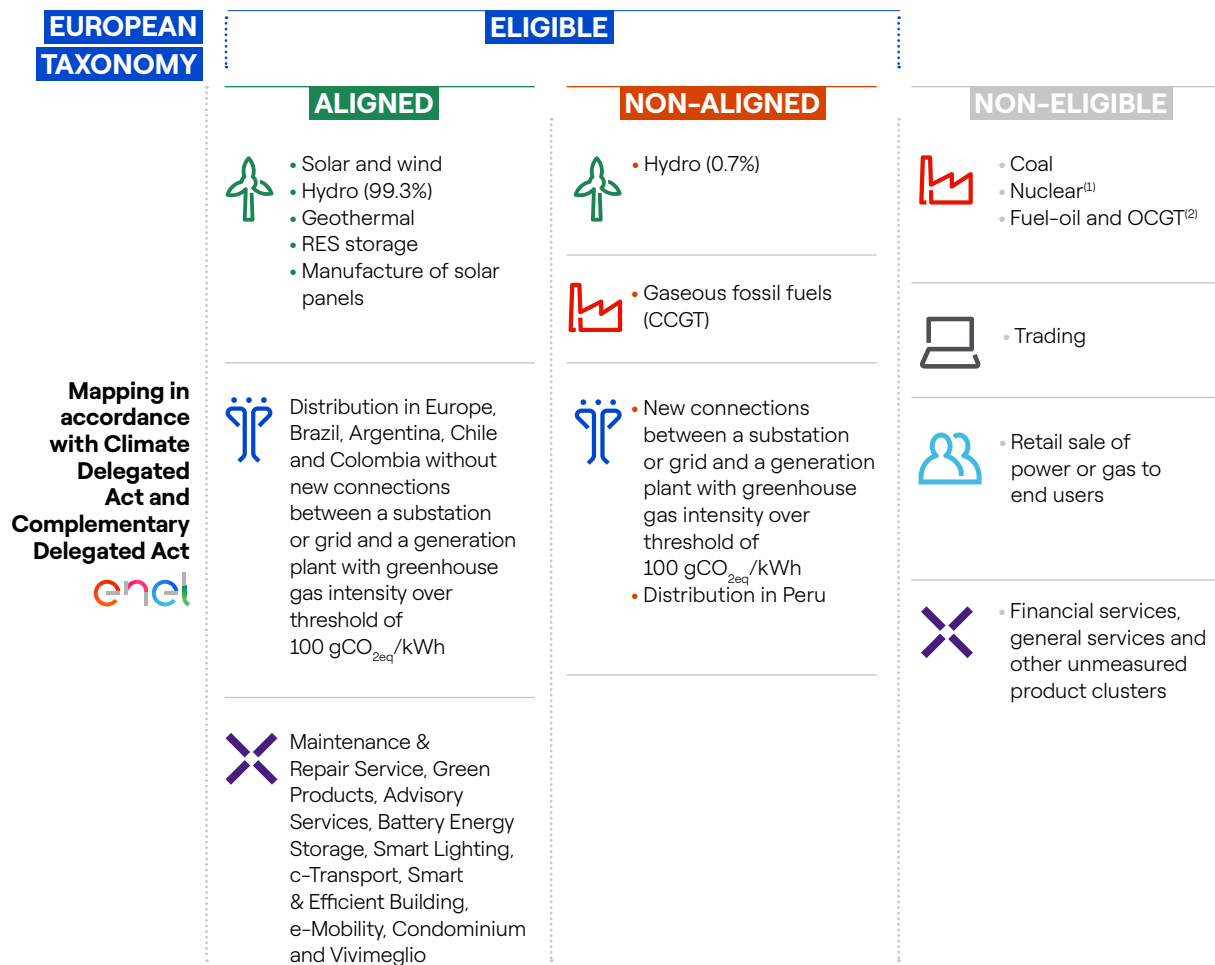 EUROPEAN
TAXONOMY
ELIGIBLE
ALIGNED
NON-ALIGNED
NON-ELIGIBLE
Mapping in
accordance
with Climate
Delegated
Act and
Complementary
Delegated Act
enel
• Solar and wind
• Hydro (99.3%)
• Geothermal
• RES storage
• Manufacture of solar
panels
Distribution in Europe,
Brazil, Argentina, Chile
and Colombia without
new connections
between a substation
or grid and a generation
plant with greenhouse
gas intensity over
threshold of
100 gCO2eq/kWh
Maintenance &
Repair Service, Green
Products, Advisory
Services, Battery Energy
Storage, Smart Lighting,
c-Transport, Smart
& Efficient Building,
e-Mobility, Condominium
and Vivimeglio
• Hydro (0.7%)
• Gaseous fossil fuels
(CCGT)
• New connections
between a substation
or grid and a generation
plant with greenhouse
gas intensity over
threshold of
100 gCO2eq/kWh
• Distribution in Peru
• Coal
• Nuclear(1)
• Fuel-oil and OCGT(2)
• Trading
• Retail sale of
power or gas to
end users
• Financial services,
general services and
other unmeasured
product clusters